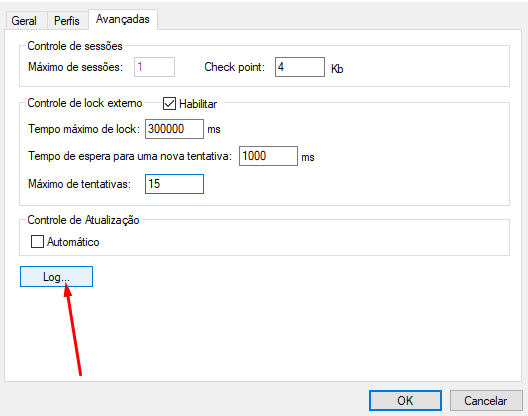 Geral Perfis Avançadas
Controle de sessões
Máximo de sessões: 1 Check point: 4 Kb
Controle de lock externo Habilitar
Tempo máximo de lock: 300000 ms
Tempo de espera para uma nova tentativa: 1000 ms
Máximo de tentativas: 15
Controle de Atualização
Automático
Log...
OK Cancelar